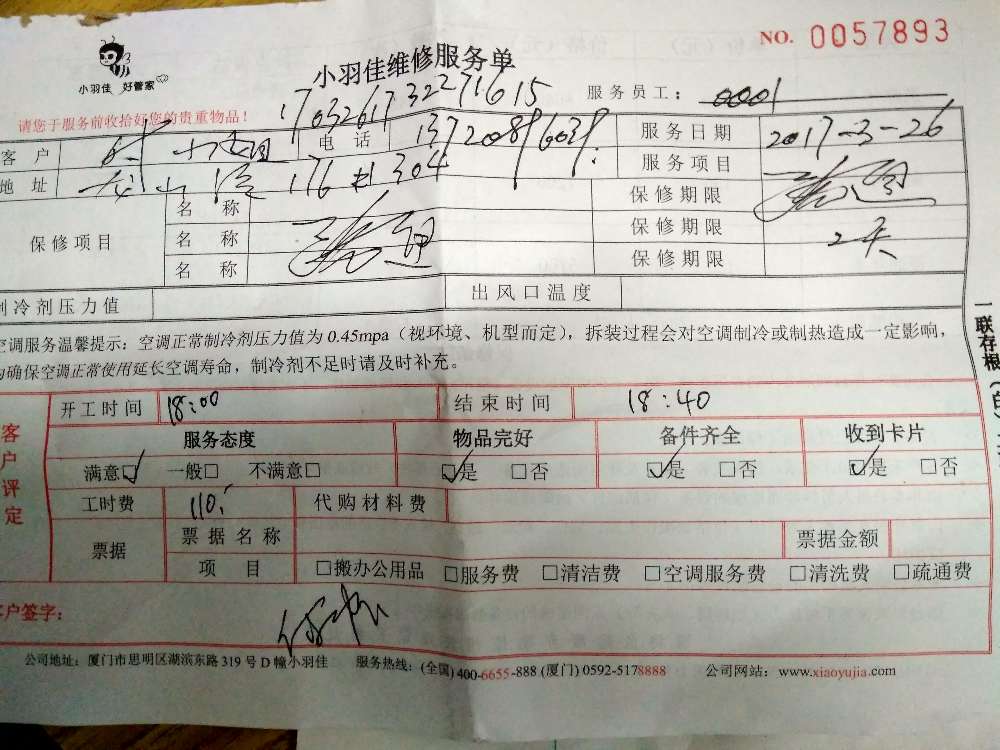 NO. 0057893
小羽佳 好管家
小羽佳维修服务单
请您于服务前收拾好您的贵重物品！
17032617322271615
服务员工： 0001
客户 小姐 电话 13720896039 服务日期 2017-3-26
地址 176 304 服务项目
保修项目 名称 保修期限
名称 保修期限 2天
名称 保修期限
制冷剂压力值 出风口温度
空调服务温馨提示：空调正常制冷剂压力值为 0.45mpa（视环境、机型而定），拆装过程会对空调制冷或制热造成一定影响，
为确保空调正常使用延长空调寿命，制冷剂不足时请及时补充。
一联存根（白）
客户评定
开工时间 18:00 结束时间 18:40
服务态度 物品完好 备件齐全 收到卡片
满意☑ 一般□ 不满意□ ☑是 □否 ☑是 □否 ☑是 □否
工时费 110. 代购材料费
票据 票据名称 票据金额
项目 □搬办公用品 □服务费 □清洁费 □空调服务费 □清洗费 □疏通费
客户签字：
公司地址：厦门市思明区湖滨东路 319 号 D 幢小羽佳 服务热线：(全国) 400-6655-888 (厦门) 0592-5178888 公司网站：www.xiaoyujia.com